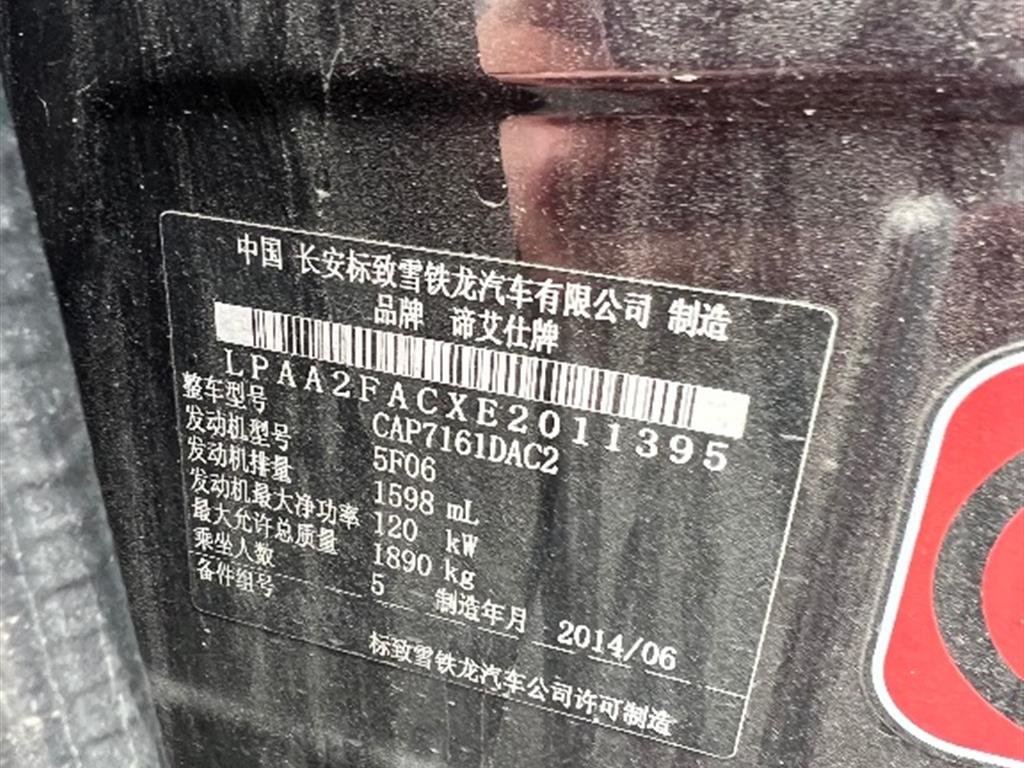 中国 长安标致雪铁龙汽车有限公司 制造
品牌 谛艾仕牌
LPAA2FACXE2011395
整车型号 CAP7161DAC2
发动机型号 5F06
发动机排量 1598 mL
发动机最大净功率 120 kW
最大允许总质量 1890 kg
乘坐人数 5 制造年月 2014/06
备件组号
标致雪铁龙汽车公司许可制造